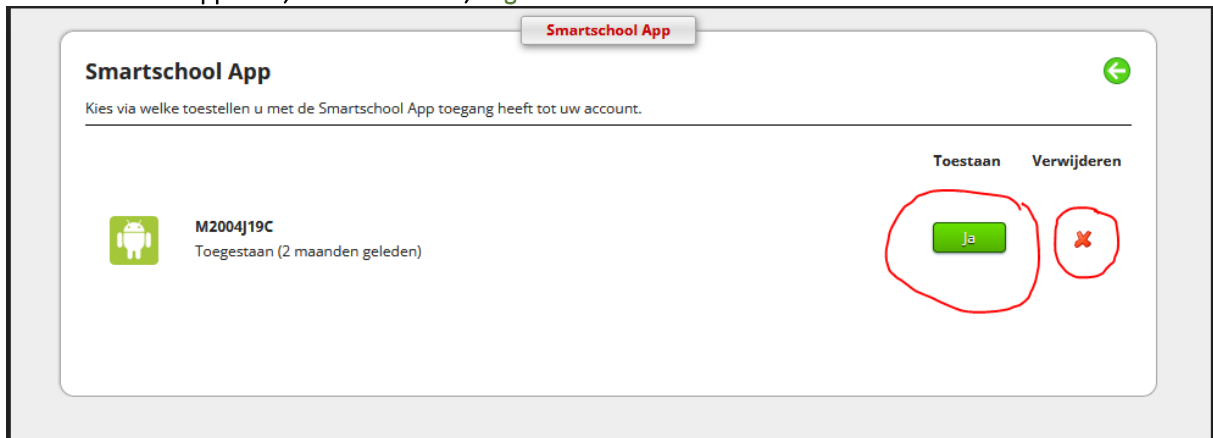 Smartschool App
Smartschool App
Kies via welke toestellen u met de Smartschool App toegang heeft tot uw account.
Toestaan Verwijderen
M2004J19C
Toegestaan (2 maanden geleden)
Ja